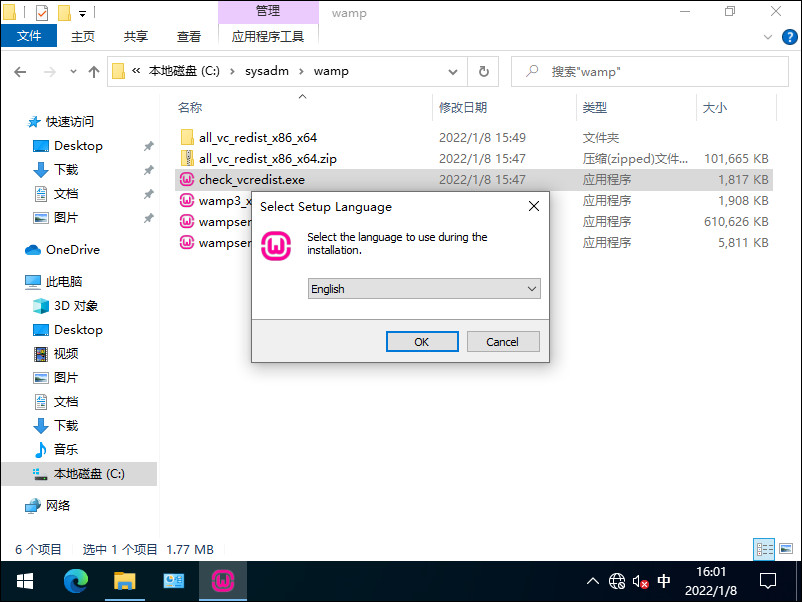 管理
wamp
文件
主页
共享
查看
应用程序工具
?
« 本地磁盘 (C:) > sysadm > wamp
搜索"wamp"
名称
修改日期
类型
大小
all_vc_redist_x86_x64
2022/1/8 15:49
文件夹
all_vc_redist_x86_x64.zip
2022/1/8 15:47
压缩(zipped)文件...
101,665 KB
check_vcredist.exe
2022/1/8 15:47
应用程序
1,817 KB
wamp3_x
应用程序
1,908 KB
wampser
应用程序
610,626 KB
wampser
应用程序
5,811 KB
快速访问
Desktop
下载
文档
图片
OneDrive
此电脑
3D 对象
Desktop
视频
图片
文档
下载
音乐
本地磁盘 (C:)
网络
Select Setup Language
Select the language to use during the
installation.
English
OK
Cancel
6 个项目
选中 1 个项目 1.77 MB
中
16:01
2022/1/8